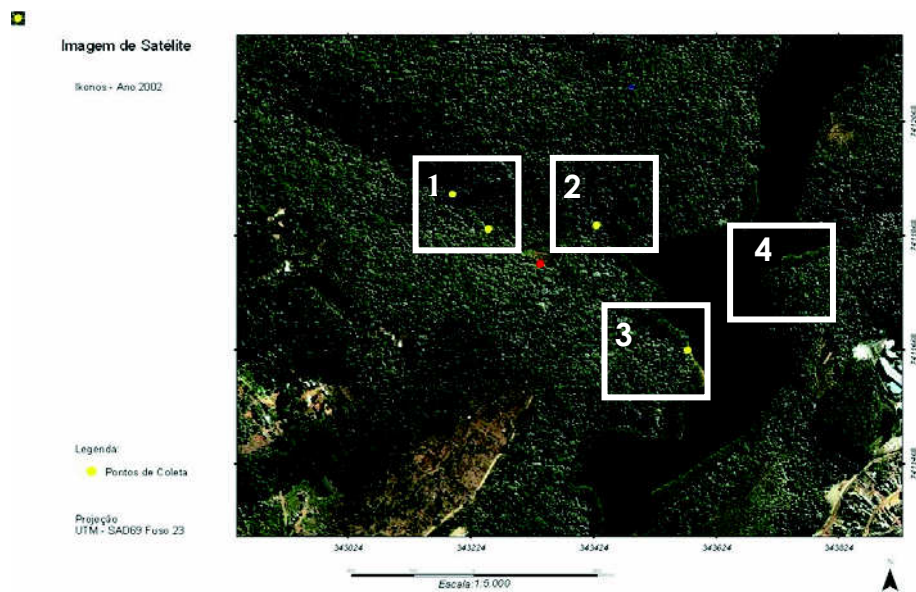 Imagem de Satélite
Ikonos - Ano 2002
1
2
3
4
Legenda:
Pontos de Coleta
Projeção
UTM - SAD69 Fuso 23
343024 343224 343424 343624 343824
Escala:1:5.000